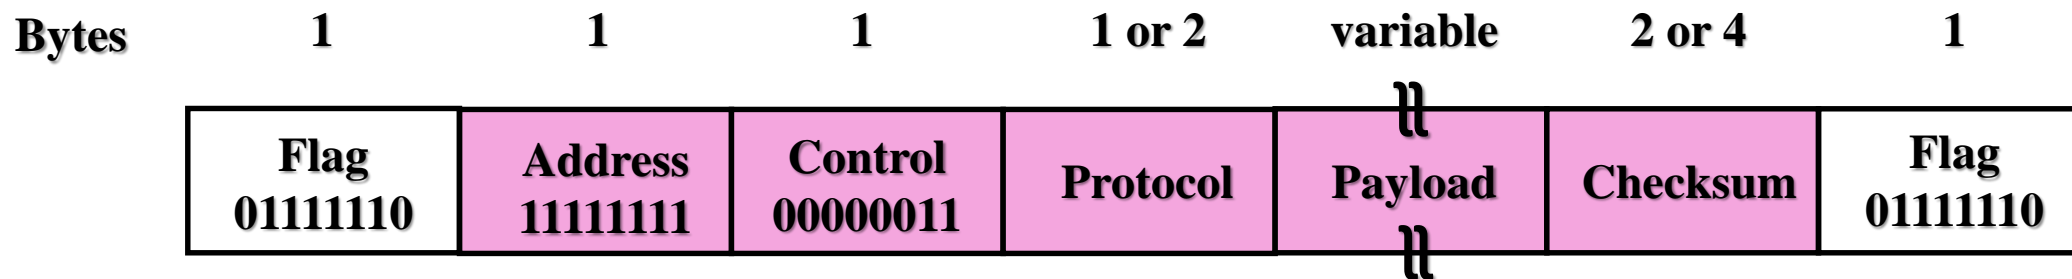 Bytes 1 1 1 1 or 2 variable 2 or 4 1
Flag
01111110
Address
11111111
Control
00000011
Protocol
Payload
Checksum
Flag
01111110